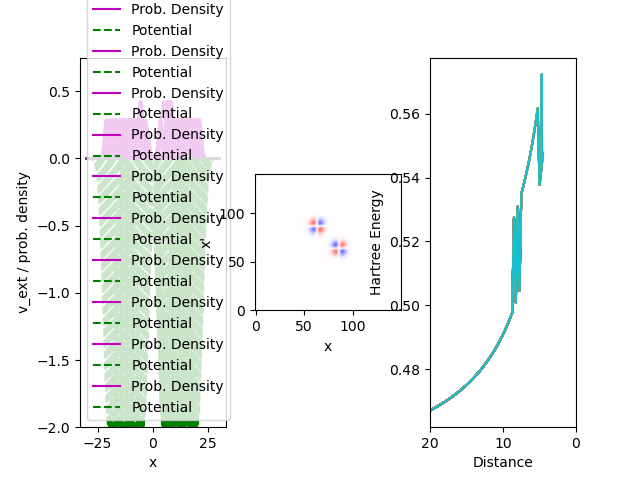 Prob. Density
Potential
Prob. Density
Potential
Prob. Density
Potential
Prob. Density
Potential
Prob. Density
Potential
Prob. Density
Potential
Prob. Density
Potential
Prob. Density
Potential
Prob. Density
Potential
Prob. Density
Potential
0.5
0.0
−0.5
−1.0
−1.5
−2.0
v_ext / prob. density
−25
0
25
x
100
50
0
x'
0
50
100
x
Hartree Energy
0.56
0.54
0.52
0.50
0.48
20
10
0
Distance